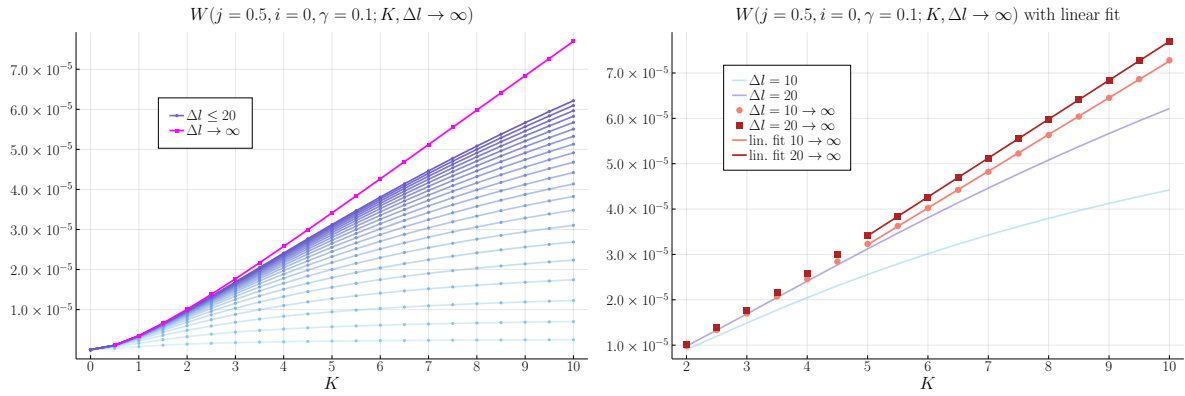 W(j = 0.5, i = 0, γ = 0.1; K, Δl → ∞)
7.0 × 10⁻⁵
6.0 × 10⁻⁵
5.0 × 10⁻⁵
4.0 × 10⁻⁵
3.0 × 10⁻⁵
2.0 × 10⁻⁵
1.0 × 10⁻⁵
Δl ≤ 20
Δl → ∞
0 1 2 3 4 5 6 7 8 9 10
K
W(j = 0.5, i = 0, γ = 0.1; K, Δl → ∞) with linear fit
7.0 × 10⁻⁵
6.0 × 10⁻⁵
5.0 × 10⁻⁵
4.0 × 10⁻⁵
3.0 × 10⁻⁵
2.0 × 10⁻⁵
1.0 × 10⁻⁵
Δl = 10
Δl = 20
Δl = 10 → ∞
Δl = 20 → ∞
lin. fit 10 → ∞
lin. fit 20 → ∞
2 3 4 5 6 7 8 9 10
K